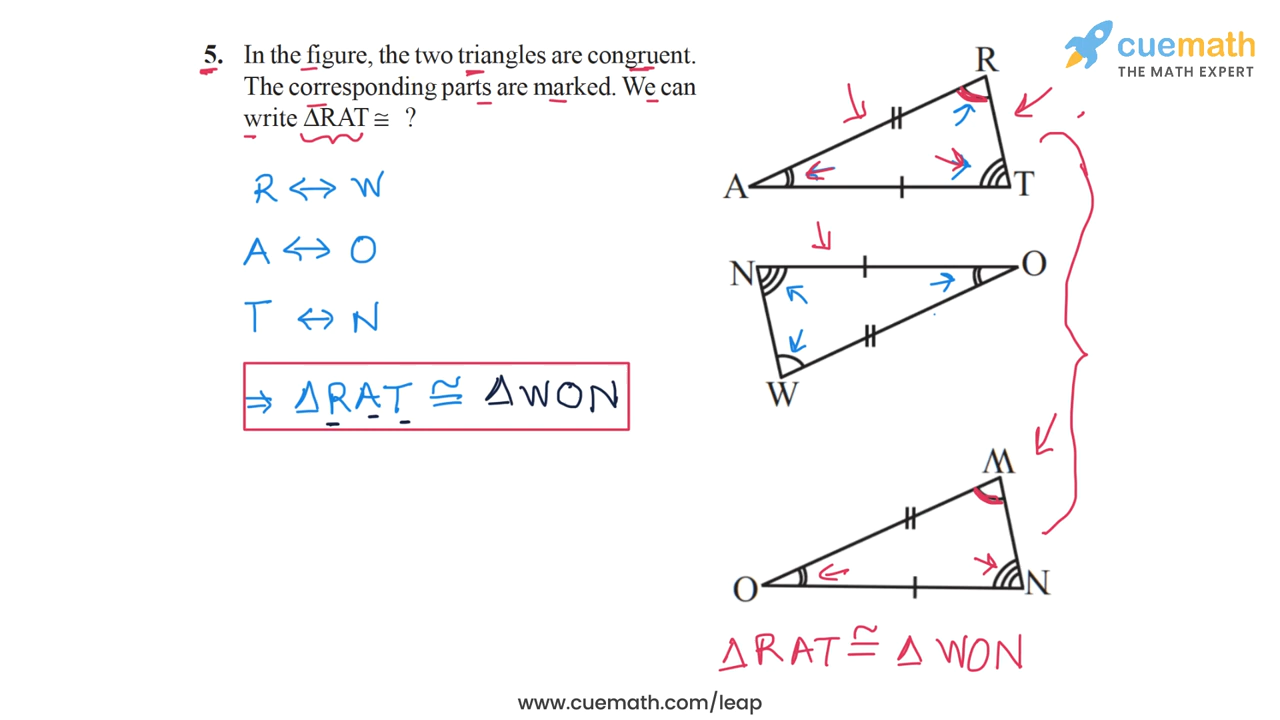 5. In the figure, the two triangles are congruent.
The corresponding parts are marked. We can
write ΔRAT ≅ ?
R ↔ W
A ↔ O
T ↔ N
⇒ ΔRAT ≅ ΔWON
cuemath
THE MATH EXPERT
R
A
T
N
O
W
W
O
N
ΔRAT ≅ ΔWON
www.cuemath.com/leap